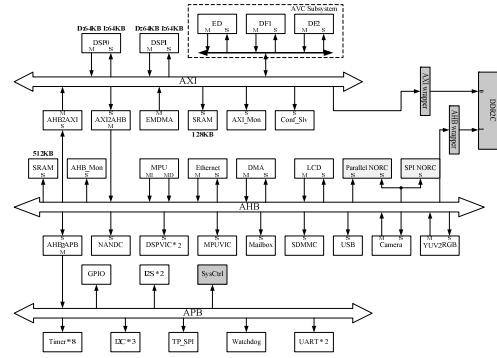 AVC Subsystem
D:64KB I:64KB D:64KB I:64KB ED DF1 DF2
DSP0 DSP1 M S M S M S
M S M S
AXI
M S S M S S S
AHB2AXI AXI2AHB EMDMA SRAM AXI_Mon Conf_Slv
S M 128KB
AXI wrapper
AHB wrapper
DDR2C
512KB
SRAM AHB_Mon MPU Ethernet DMA LCD Parallel NORC SPI NORC
S S MI MD M S M S M S S S
AHB
S S S S S S S M S M S
AHB2APB NANDC DSPVIC*2 MPUVIC Mailbox SDMMC USB Camera YUV2RGB
M
GPIO I2S*2 SysCtrl
APB
Timer*8 I2C*3 TP_SPI Watchdog UART*2